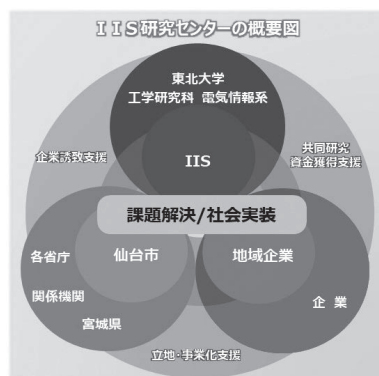 IIS研究センターの概要図
東北大学
工学研究科 電気情報系
企業誘致支援
共同研究
資金獲得支援
IIS
課題解決/社会実装
各省庁
仙台市
地域企業
関係機関
企 業
宮城県
立地・事業化支援